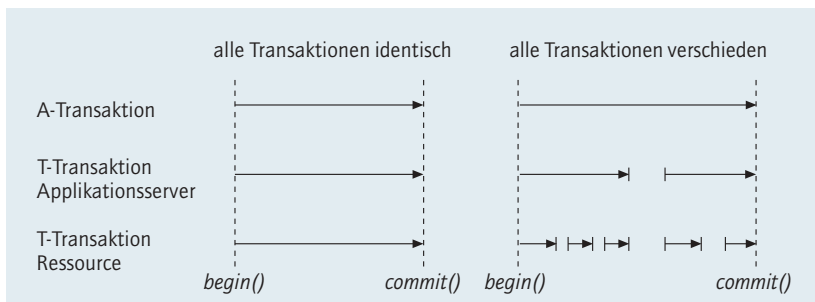 alle Transaktionen identisch
alle Transaktionen verschieden
A-Transaktion
T-Transaktion
Applikationsserver
T-Transaktion
Ressource
begin()
commit()
begin()
commit()